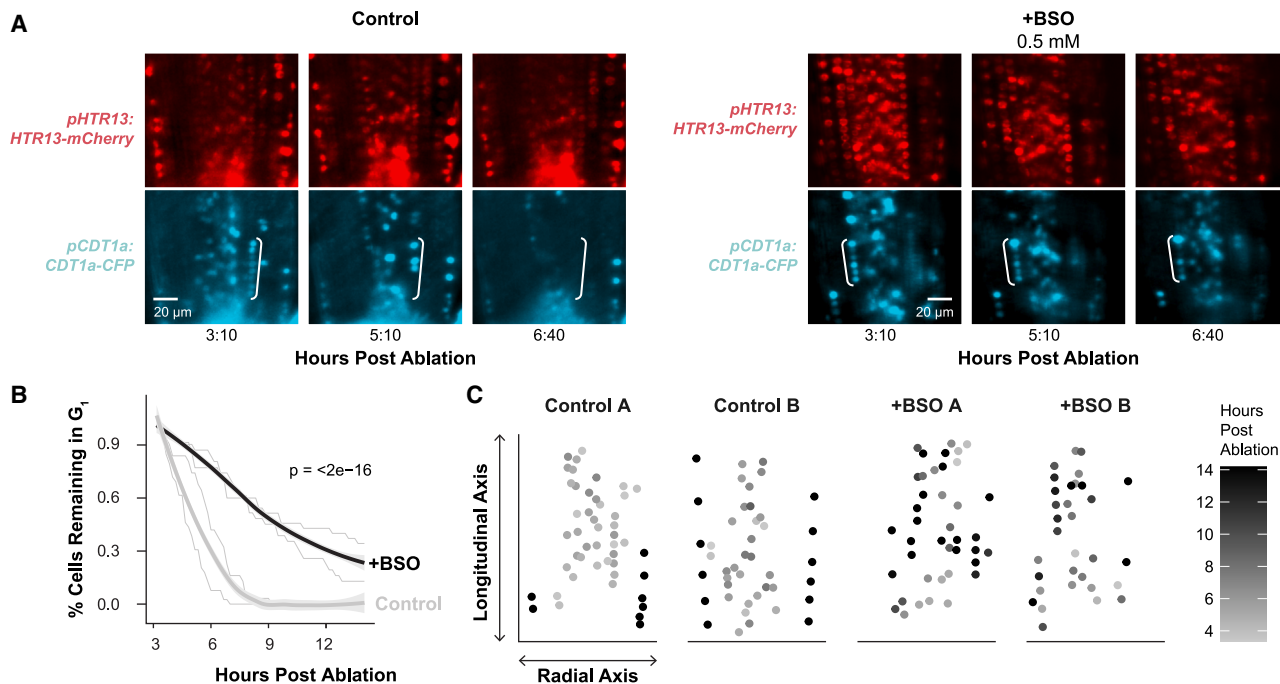 A
Control
+BSO
0.5 mM
pHTR13:
HTR13-mCherry
pHTR13:
HTR13-mCherry
pCDT1a:
CDT1a-CFP
pCDT1a:
CDT1a-CFP
20 µm
20 µm
3:10
5:10
6:40
3:10
5:10
6:40
Hours Post Ablation
Hours Post Ablation
B
% Cells Remaining in G1
0.9
0.6
0.3
0.0
p = <2e−16
+BSO
Control
3
6
9
12
Hours Post Ablation
C
Control A
Control B
+BSO A
+BSO B
Longitudinal Axis
Radial Axis
Hours
Post
Ablation
14
12
10
8
6
4